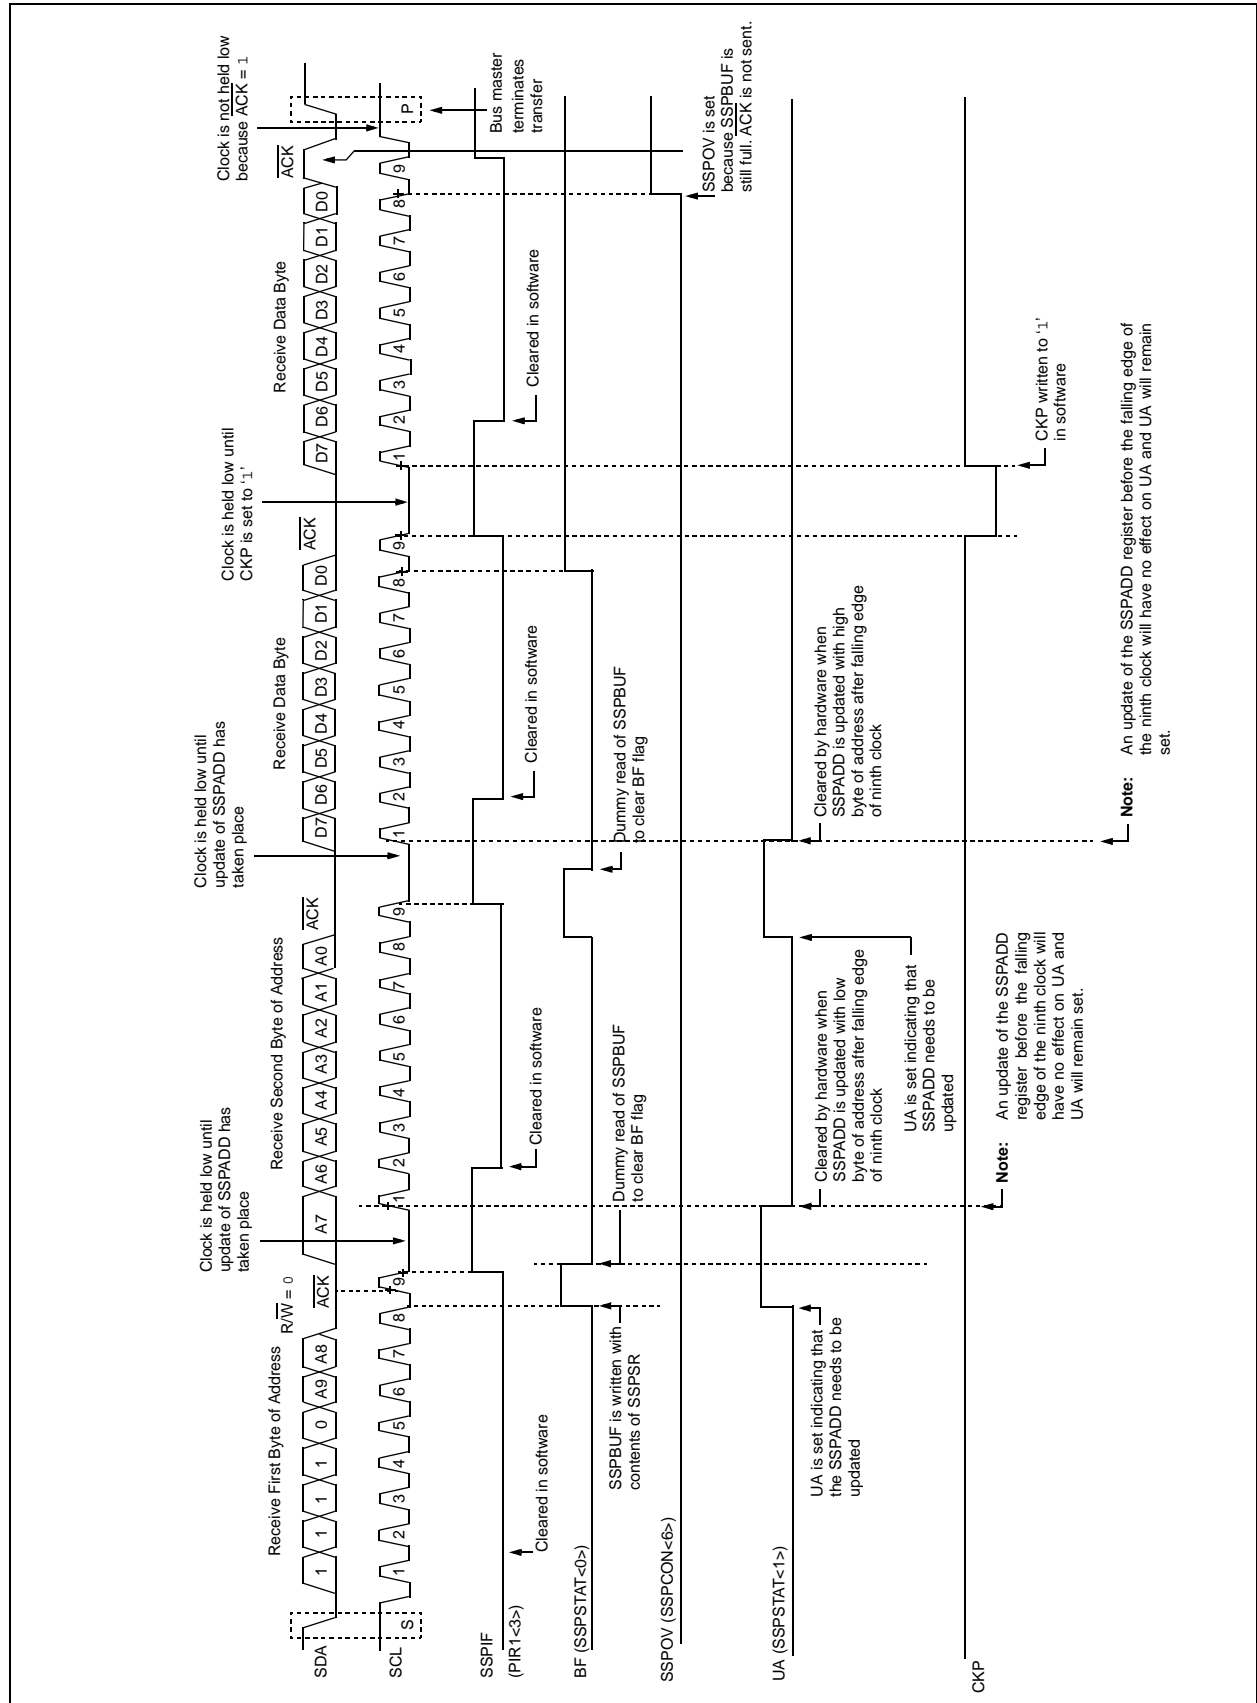 Receive First Byte of Address
R/W = 0
Clock is held low until
update of SSPADD has
taken place
Receive Second Byte of Address
Clock is held low until
update of SSPADD has
taken place
Receive Data Byte
Clock is held low until
CKP is set to ‘1’
Receive Data Byte
Clock is not held low
because ACK = 1
SDA
1 1 1 1 0 A9 A8 ACK A7 A6 A5 A4 A3 A2 A1 A0 ACK D7 D6 D5 D4 D3 D2 D1 D0 ACK D7 D6 D5 D4 D3 D2 D1 D0 ACK
SCL
S 1 2 3 4 5 6 7 8 9 1 2 3 4 5 6 7 8 9 1 2 3 4 5 6 7 8 9 1 2 3 4 5 6 7 8 9 P
Bus master
terminates
transfer
SSPIF
(PIR1<3>)
Cleared in software
Cleared in software
Cleared in software
Cleared in software
BF (SSPSTAT<0>)
SSPBUF is written with
contents of SSPSR
Dummy read of SSPBUF
to clear BF flag
Dummy read of SSPBUF
to clear BF flag
SSPOV (SSPCON<6>)
SSPOV is set
because SSPBUF is
still full. ACK is not sent.
UA (SSPSTAT<1>)
UA is set indicating that
the SSPADD needs to be
updated
Cleared by hardware when
SSPADD is updated with low
byte of address after falling edge
of ninth clock
UA is set indicating that
SSPADD needs to be
updated
Cleared by hardware when
SSPADD is updated with high
byte of address after falling edge
of ninth clock
CKP
CKP written to ‘1’
in software
Note: An update of the SSPADD
register before the falling
edge of the ninth clock will
have no effect on UA and
UA will remain set.
Note: An update of the SSPADD register before the falling edge of
the ninth clock will have no effect on UA and UA will remain
set.